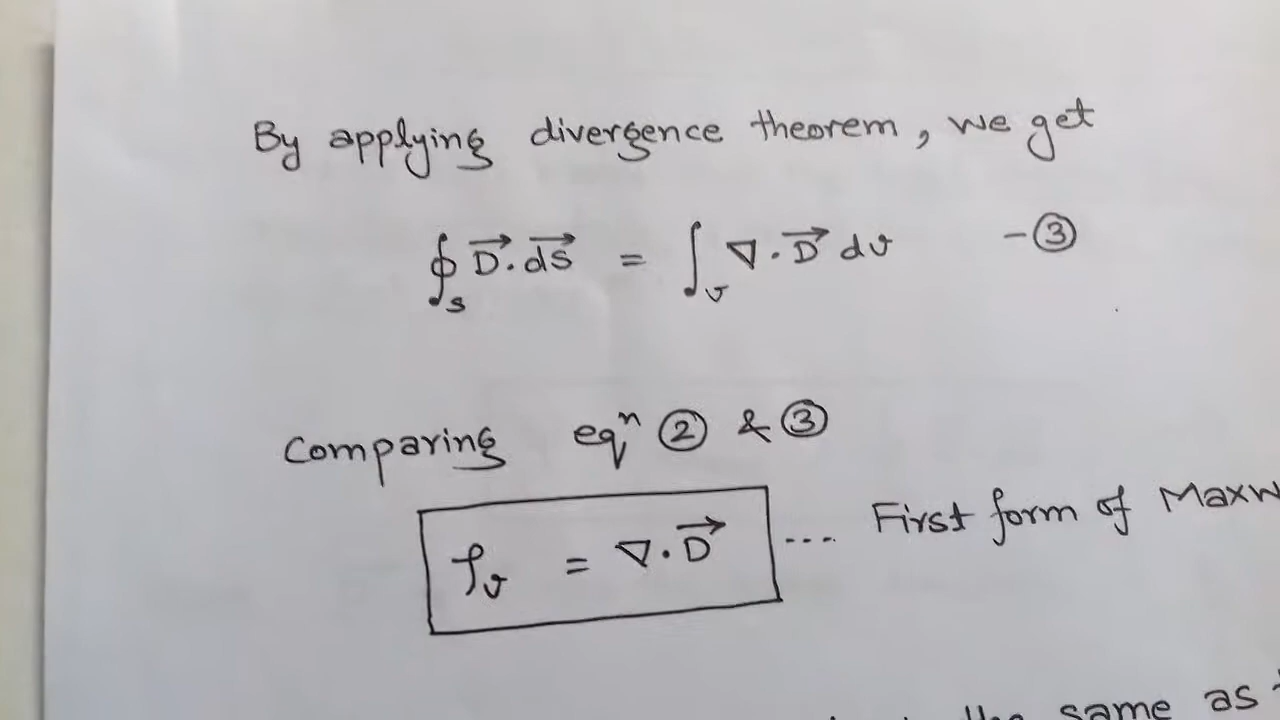 By applying divergence theorem, we get
∮ₛ D⃗ . dS⃗ = ∫ᵥ ∇ . D⃗ dv - ③
Comparing eqⁿ ② & ③
ρᵥ = ∇ . D⃗ .... First form of Maxw
the same as